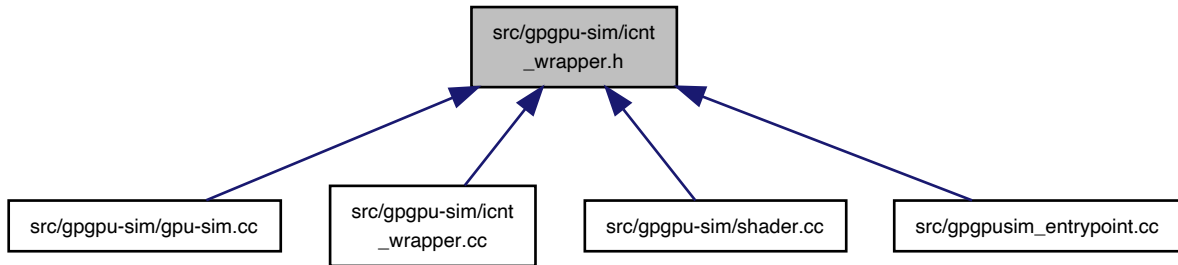 src/gpgpu-sim/icnt
_wrapper.h
src/gpgpu-sim/gpu-sim.cc
src/gpgpu-sim/icnt
_wrapper.cc
src/gpgpu-sim/shader.cc
src/gpgpusim_entrypoint.cc